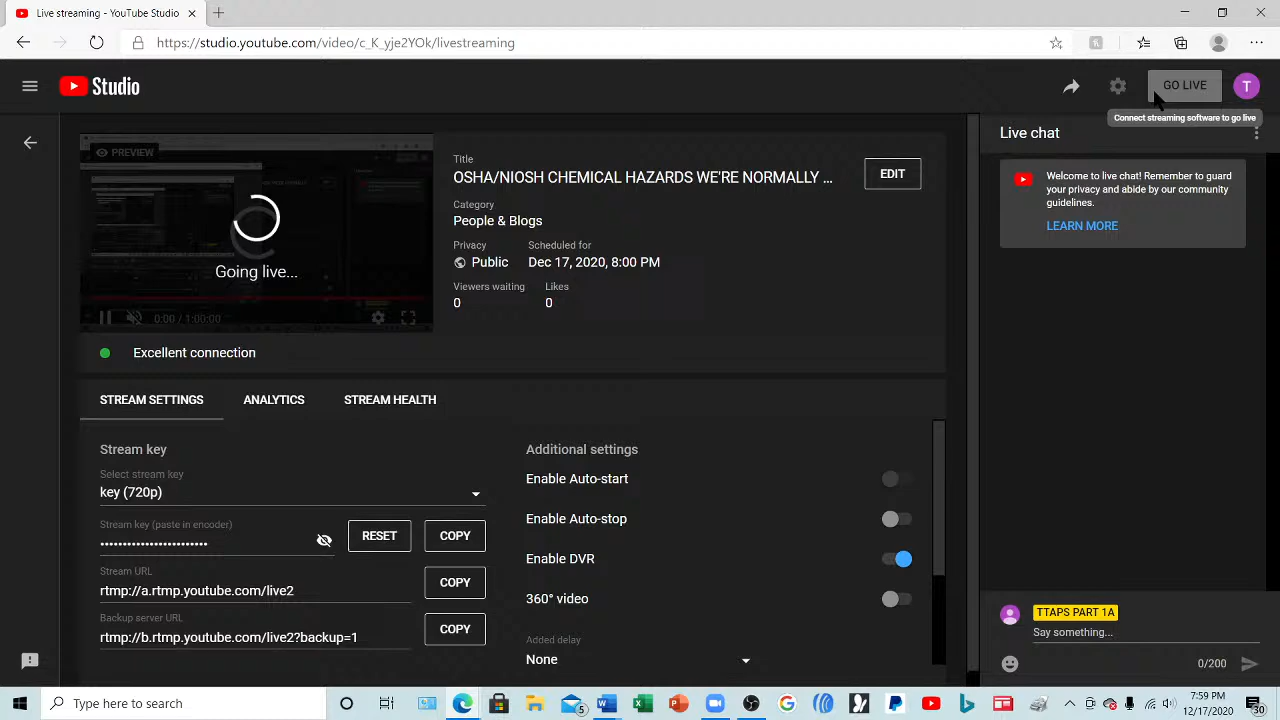 Live streaming - YouTube Studio
https://studio.youtube.com/video/c_K_yje2YOk/livestreaming
Studio
GO LIVE
T
Connect streaming software to go live
PREVIEW
Going live...
0:00 / 1:00:00
Title
OSHA/NIOSH CHEMICAL HAZARDS WE'RE NORMALLY ...
EDIT
Category
People & Blogs
Privacy
Scheduled for
Public
Dec 17, 2020, 8:00 PM
Viewers waiting
Likes
0
0
Excellent connection
Live chat
Welcome to live chat! Remember to guard
your privacy and abide by our community
guidelines.
LEARN MORE
STREAM SETTINGS
ANALYTICS
STREAM HEALTH
Stream key
Select stream key
key (720p)
Stream key (paste in encoder)
••••••••••••••••••••••••
RESET
COPY
Stream URL
rtmp://a.rtmp.youtube.com/live2
COPY
Backup server URL
rtmp://b.rtmp.youtube.com/live2?backup=1
COPY
Additional settings
Enable Auto-start
Enable Auto-stop
Enable DVR
360° video
Added delay
None
TTAPS PART 1A
Say something...
0/200
Type here to search
5
7:59 PM
12/17/2020
30